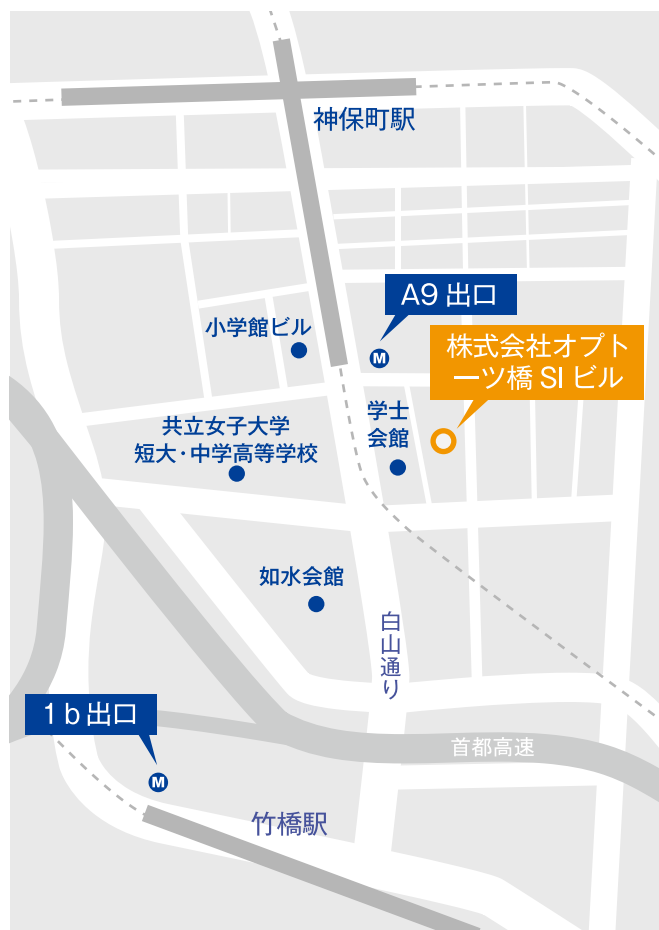 神保町駅
A9 出口
小学館ビル
株式会社オプト
一ツ橋 SI ビル
M
学士
会館
共立女子大学
短大・中学高等学校
如水会館
白山通り
1b出口
首都高速
M
竹橋駅